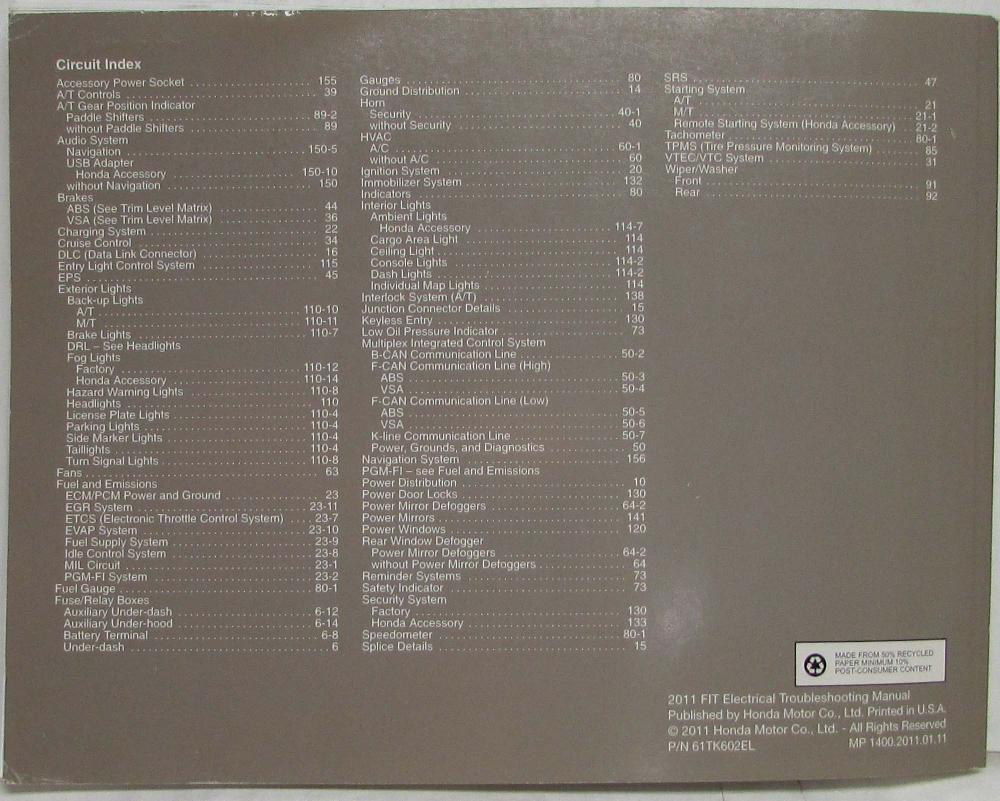 Circuit Index
Accessory Power Socket 155
A/T Controls 39
A/T Gear Position Indicator
Paddle Shifters 89-2
without Paddle Shifters 89
Audio System
Navigation 150-5
USB Adapter
Honda Accessory 150-10
without Navigation 150
Brakes
ABS (See Trim Level Matrix) 44
VSA (See Trim Level Matrix) 36
Charging System 22
Cruise Control 34
DLC (Data Link Connector) 16
Entry Light Control System 115
EPS 45
Exterior Lights
Back-up Lights
A/T 110-10
M/T 110-11
Brake Lights 110-7
DRL – See Headlights
Fog Lights
Factory 110-12
Honda Accessory 110-14
Hazard Warning Lights 110-8
Headlights 110
License Plate Lights 110-4
Parking Lights 110-4
Side Marker Lights 110-4
Taillights 110-4
Turn Signal Lights 110-8
Fans 63
Fuel and Emissions
ECM/PCM Power and Ground 23
EGR System 23-11
ETCS (Electronic Throttle Control System) 23-7
EVAP System 23-10
Fuel Supply System 23-9
Idle Control System 23-8
MIL Circuit 23-1
PGM-FI System 23-2
Fuel Gauge 80-1
Fuse/Relay Boxes
Auxiliary Under-dash 6-12
Auxiliary Under-hood 6-14
Battery Terminal 6-8
Under-dash 6
Gauges 80
Ground Distribution 14
Horn
Security 40-1
without Security 40
HVAC
A/C 60-1
without A/C 60
Ignition System 20
Immobilizer System 132
Indicators 80
Interior Lights
Ambient Lights
Honda Accessory 114-7
Cargo Area Light 114
Ceiling Light 114
Console Lights 114-2
Dash Lights 114-2
Individual Map Lights 114
Interlock System (A/T) 138
Junction Connector Details 15
Keyless Entry 130
Low Oil Pressure Indicator 73
Multiplex Integrated Control System
B-CAN Communication Line 50-2
F-CAN Communication Line (High)
ABS 50-3
VSA 50-4
F-CAN Communication Line (Low)
ABS 50-5
VSA 50-6
K-line Communication Line 50-7
Power, Grounds, and Diagnostics 50
Navigation System 156
PGM-FI – see Fuel and Emissions
Power Distribution 10
Power Door Locks 130
Power Mirror Defoggers 64-2
Power Mirrors 141
Power Windows 120
Rear Window Defogger
Power Mirror Defoggers 64-2
without Power Mirror Defoggers 64
Reminder Systems 73
Safety Indicator 73
Security System
Factory 130
Honda Accessory 133
Speedometer 80-1
Splice Details 15
SRS 47
Starting System
A/T 21
M/T 21-1
Remote Starting System (Honda Accessory) 21-2
Tachometer 80-1
TPMS (Tire Pressure Monitoring System) 85
VTEC/VTC System 31
Wiper/Washer
Front 91
Rear 92
MADE FROM 50% RECYCLED
PAPER MINIMUM 10%
POST-CONSUMER CONTENT
2011 FIT Electrical Troubleshooting Manual
Published by Honda Motor Co., Ltd. Printed in U.S.A.
© 2011 Honda Motor Co., Ltd. - All Rights Reserved
P/N 61TK602EL MP 1400.2011.01.11